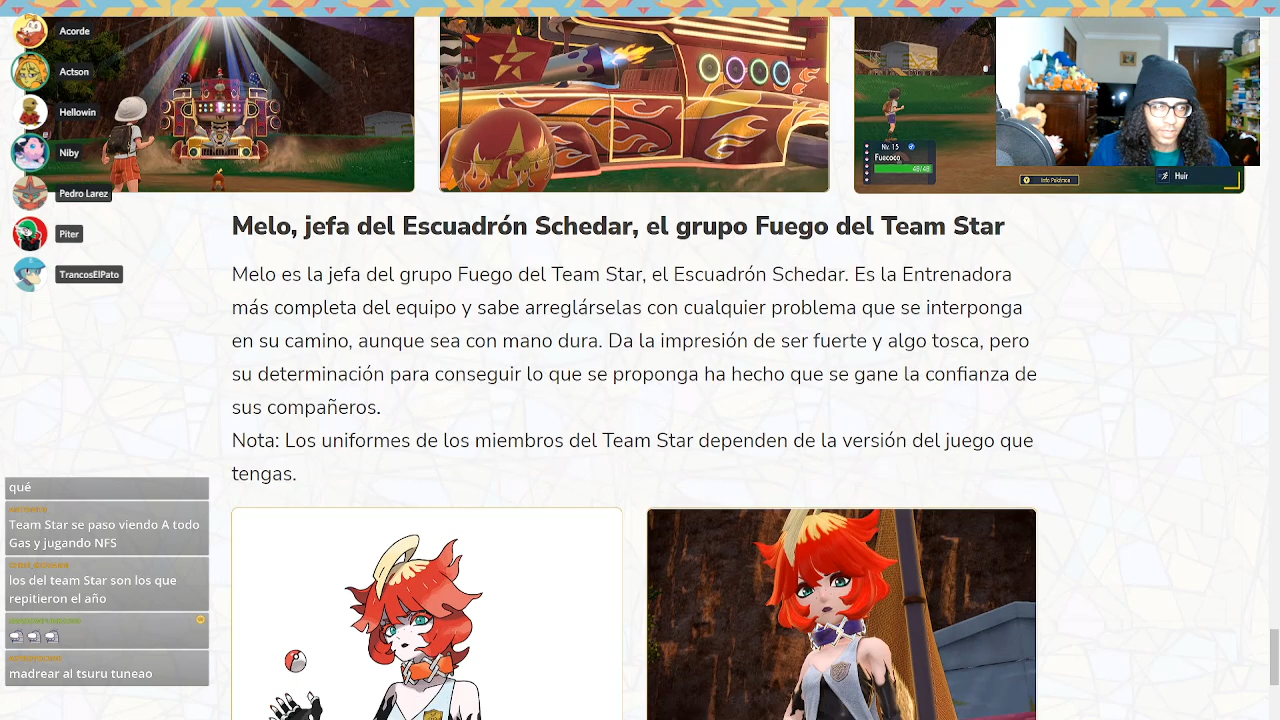 Acorde
Actson
Hellowin
Niby
Pedro Larez
Piter
TrancosElPato
Nv. 15
Fuecoco
48/48
Info Pokémon
Huir
Melo, jefa del Escuadrón Schedar, el grupo Fuego del Team Star
Melo es la jefa del grupo Fuego del Team Star, el Escuadrón Schedar. Es la Entrenadora
más completa del equipo y sabe arreglárselas con cualquier problema que se interponga
en su camino, aunque sea con mano dura. Da la impresión de ser fuerte y algo tosca, pero
su determinación para conseguir lo que se proponga ha hecho que se gane la confianza de
sus compañeros.
Nota: Los uniformes de los miembros del Team Star dependen de la versión del juego que
tengas.
qué
Team Star se paso viendo A todo
Gas y jugando NFS
los del team Star son los que
repitieron el año
madrear al tsuru tuneao